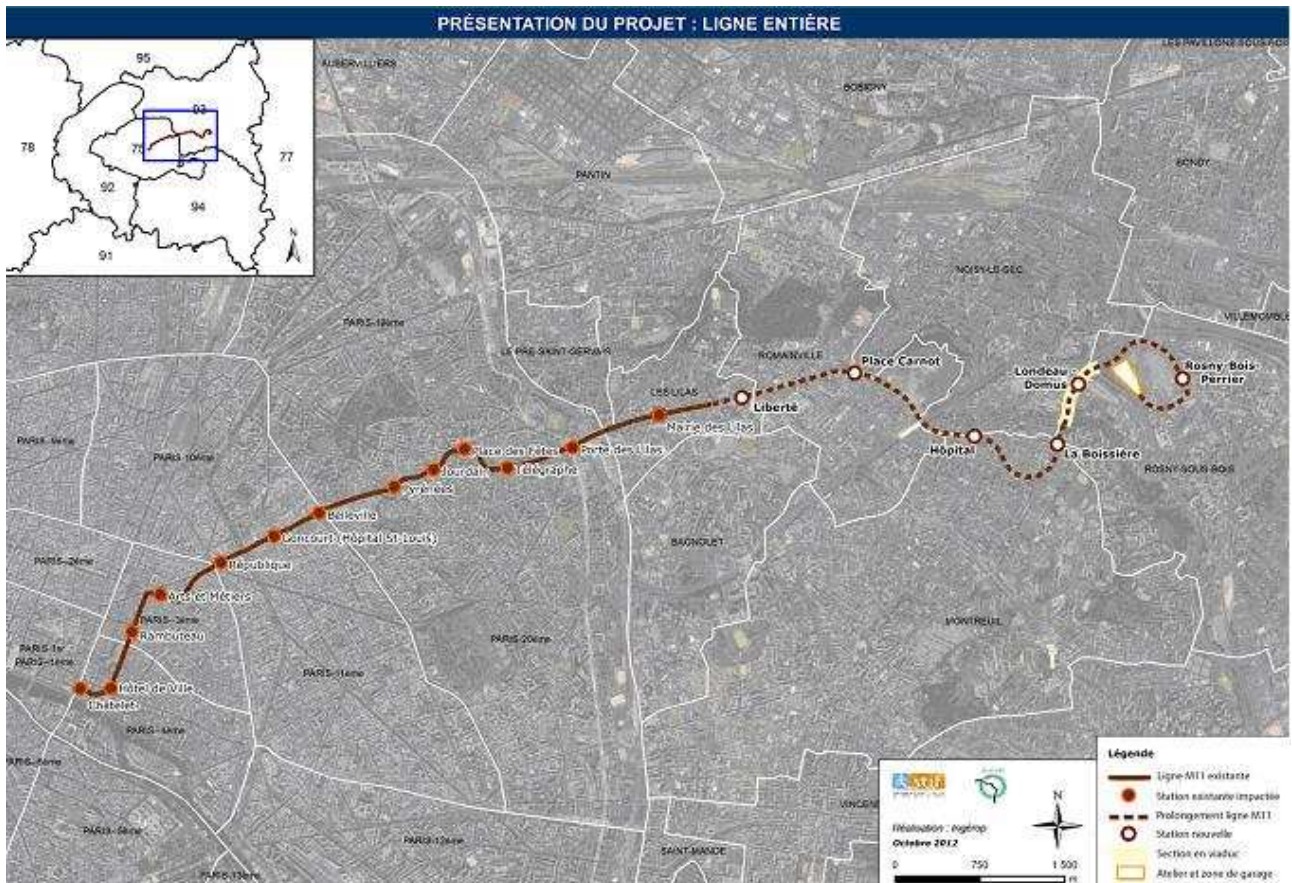 PRÉSENTATION DU PROJET : LIGNE ENTIÈRE
95
93
78
75
77
92
94
91
N
AUBERVILLIERS
BOBIGNY
PANTIN
BONDY
NOISY-LE-SEC
VILLEMOMBLE
PARIS-19ème
LE PRE-SAINT-GERVAIS
ROMAINVILLE
Place Carnot
Londeau
Domus
Rosny-Bois-
Perrier
LES LILAS
Liberté
Mairie des Lilas
Hôpital
La Boissière
ROSNY-SOUS-BOIS
Place des Fêtes
Porte des Lilas
Jourdain
Télégraphe
Pyrénées
Belleville
PARIS-10ème
Goncourt (Hôpital St-Louis)
BAGNOLET
République
PARIS-2ème
Arts et Métiers
PARIS-3ème
Rambuteau
PARIS-20ème
MONTREUIL
PARIS-1er
PARIS-11ème
Hôtel de Ville
Châtelet
PARIS-4ème
PARIS-5ème
PARIS-12ème
PARIS-13ème
SAINT-MANDE
Réalisation : Ingérop
Octobre 2012
N
0 750 1 500
m
Légende
Ligne M11 existante
Station existante impactée
Prolongement ligne M11
Station nouvelle
Section en viaduc
Atelier et zone de garage